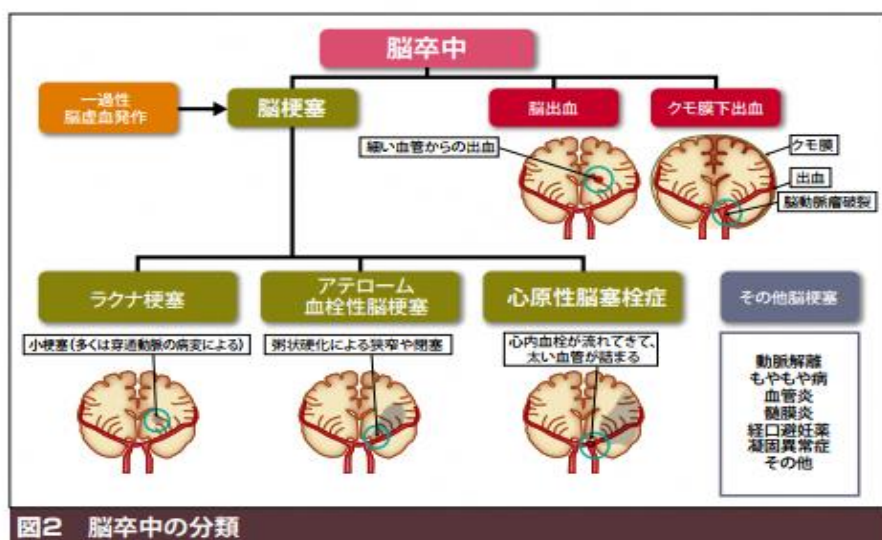 脳卒中
一過性
脳虚血発作
脳梗塞
脳出血
クモ膜下出血
細い血管からの出血
クモ膜
出血
脳動脈瘤破裂
ラクナ梗塞
アテローム
血栓性脳梗塞
心原性脳塞栓症
その他脳梗塞
小梗塞(多くは穿通動脈の病変による)
粥状硬化による狭窄や閉塞
心内血栓が流れてきて、
太い血管が詰まる
動脈解離
もやもや病
血管炎
髄膜炎
経口避妊薬
凝固異常症
その他
図2 脳卒中の分類